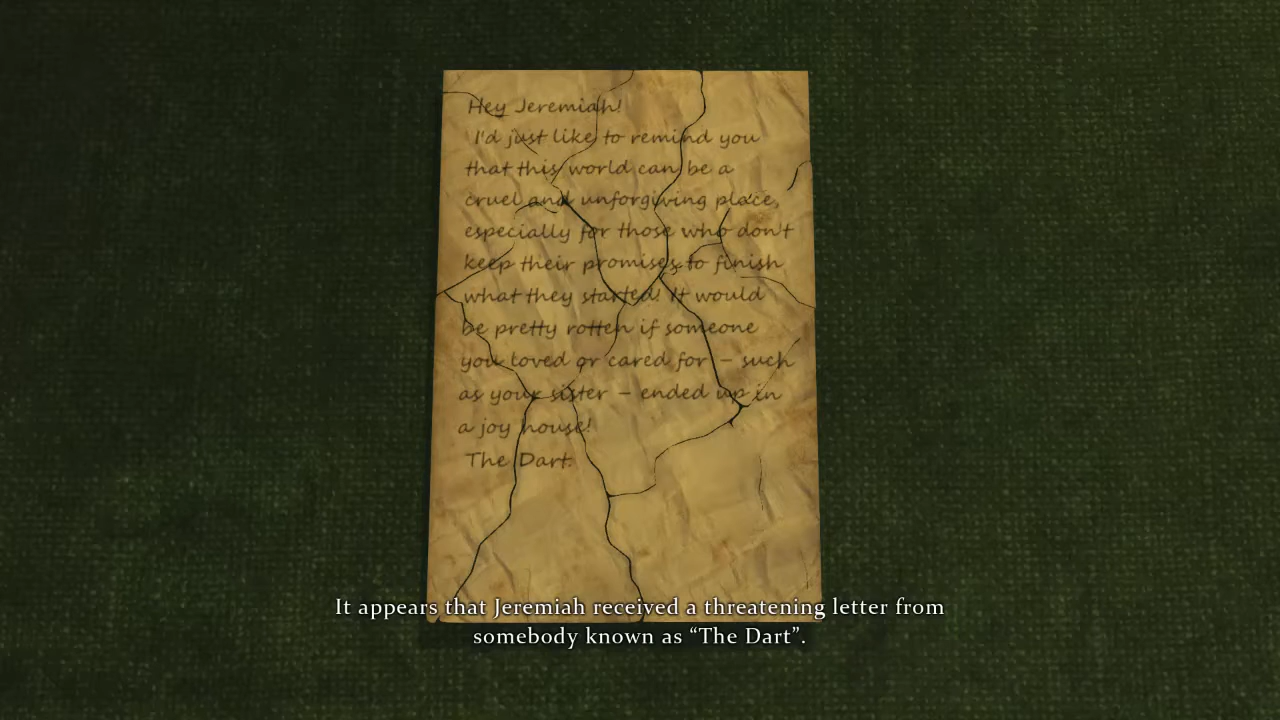 Hey Jeremiah!
I'd just like to remind you
that this world can be a
cruel and unforgiving place,
especially for those who don't
keep their promises to finish
what they started! It would
be pretty rotten if someone
you loved or cared for – such
as your sister – ended up in
a joy house!
The Dart.
It appears that Jeremiah received a threatening letter from
somebody known as “The Dart”.